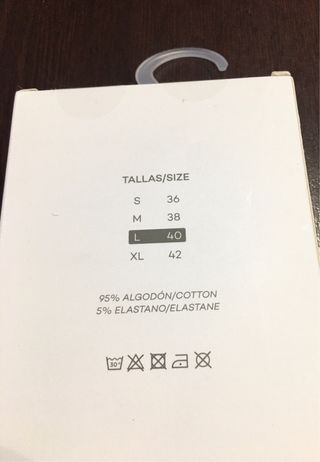 TALLAS/SIZE
S 36
M 38
L 40
XL 42
95% ALGODÓN/COTTON
5% ELASTANO/ELASTANE
30°